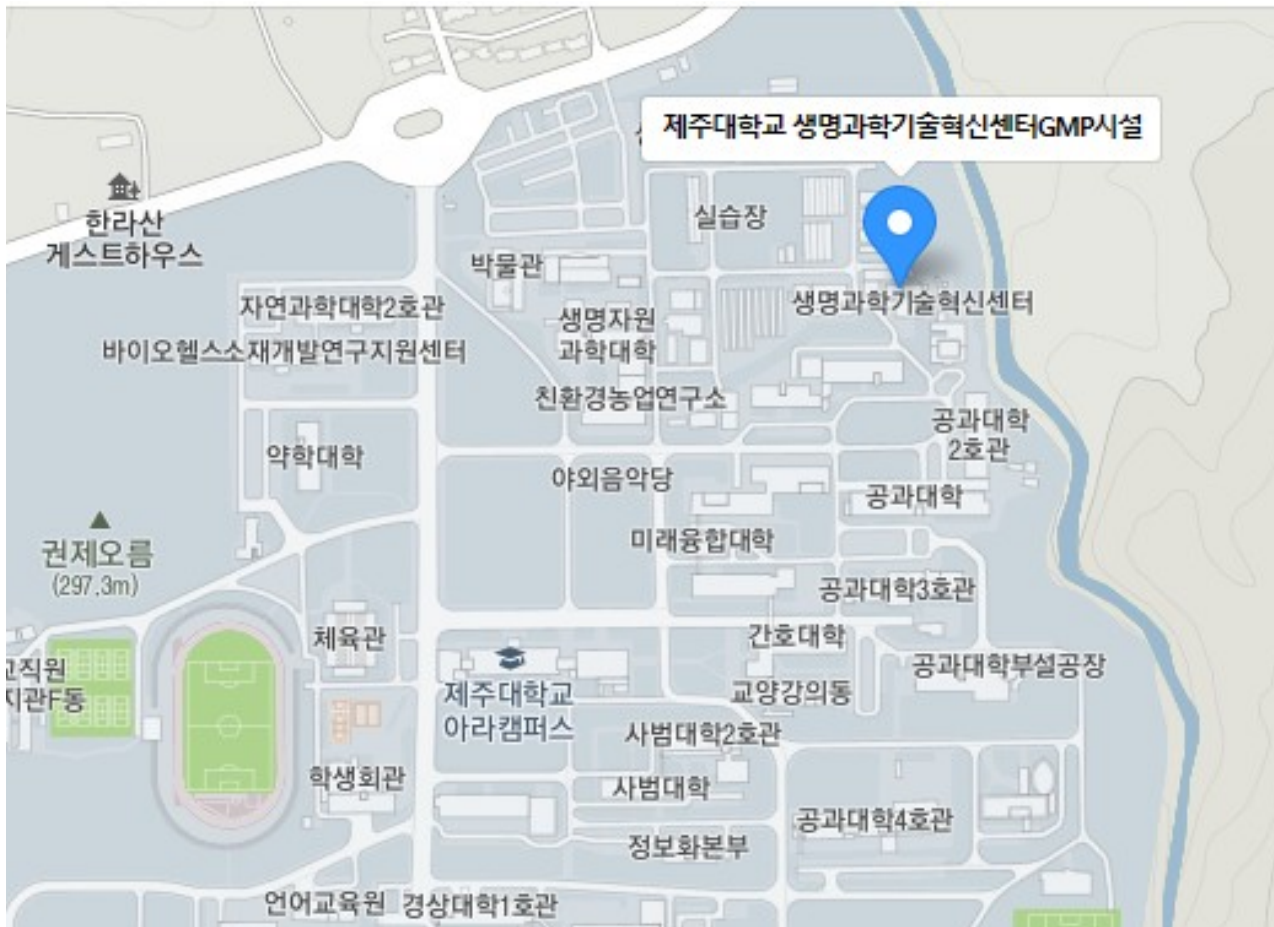 제주대학교 생명과학기술혁신센터GMP시설
한라산
게스트하우스
실습장
박물관
자연과학대학2호관
생명과학기술혁신센터
생명자원
과학대학
바이오헬스소재개발연구지원센터
친환경농업연구소
공과대학
2호관
약학대학
야외음악당
공과대학
미래융합대학
권제오름
(297.3m)
공과대학3호관
체육관
간호대학
공과대학부설공장
교직원
지관F동
제주대학교
아라캠퍼스
교양강의동
사범대학2호관
학생회관
사범대학
공과대학4호관
정보화본부
언어교육원
경상대학1호관